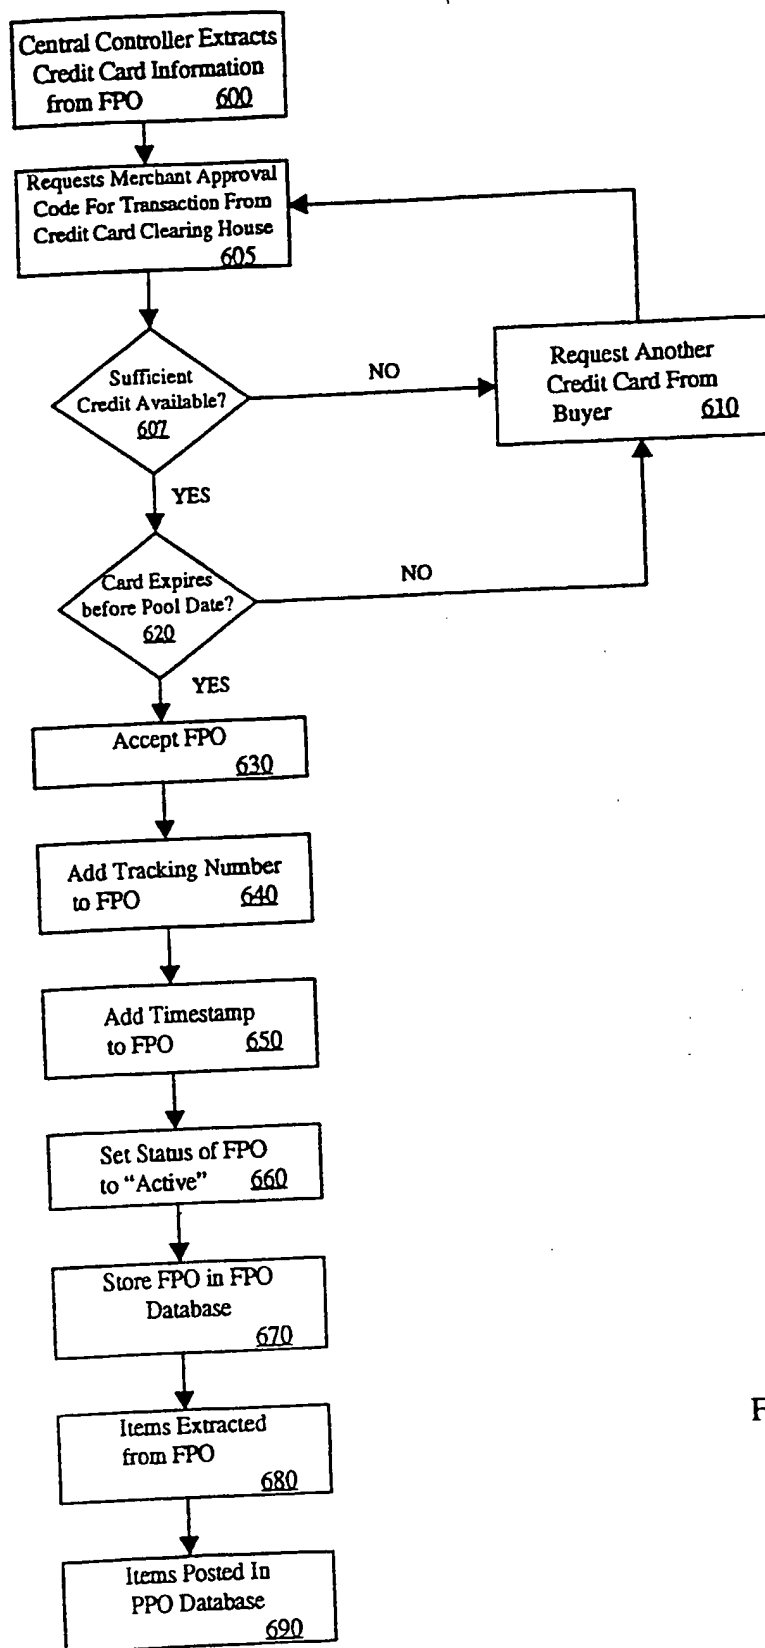 Central Controller Extracts
Credit Card Information
from FPO 600
Requests Merchant Approval
Code For Transaction From
Credit Card Clearing House
605
Sufficient
Credit Available?
607
NO
Request Another
Credit Card From
Buyer 610
YES
Card Expires
before Pool Date?
620
NO
YES
Accept FPO
630
Add Tracking Number
to FPO 640
Add Timestamp
to FPO 650
Set Status of FPO
to “Active” 660
Store FPO in FPO
Database
670
Items Extracted
from FPO
680
Items Posted In
PPO Database
690
F